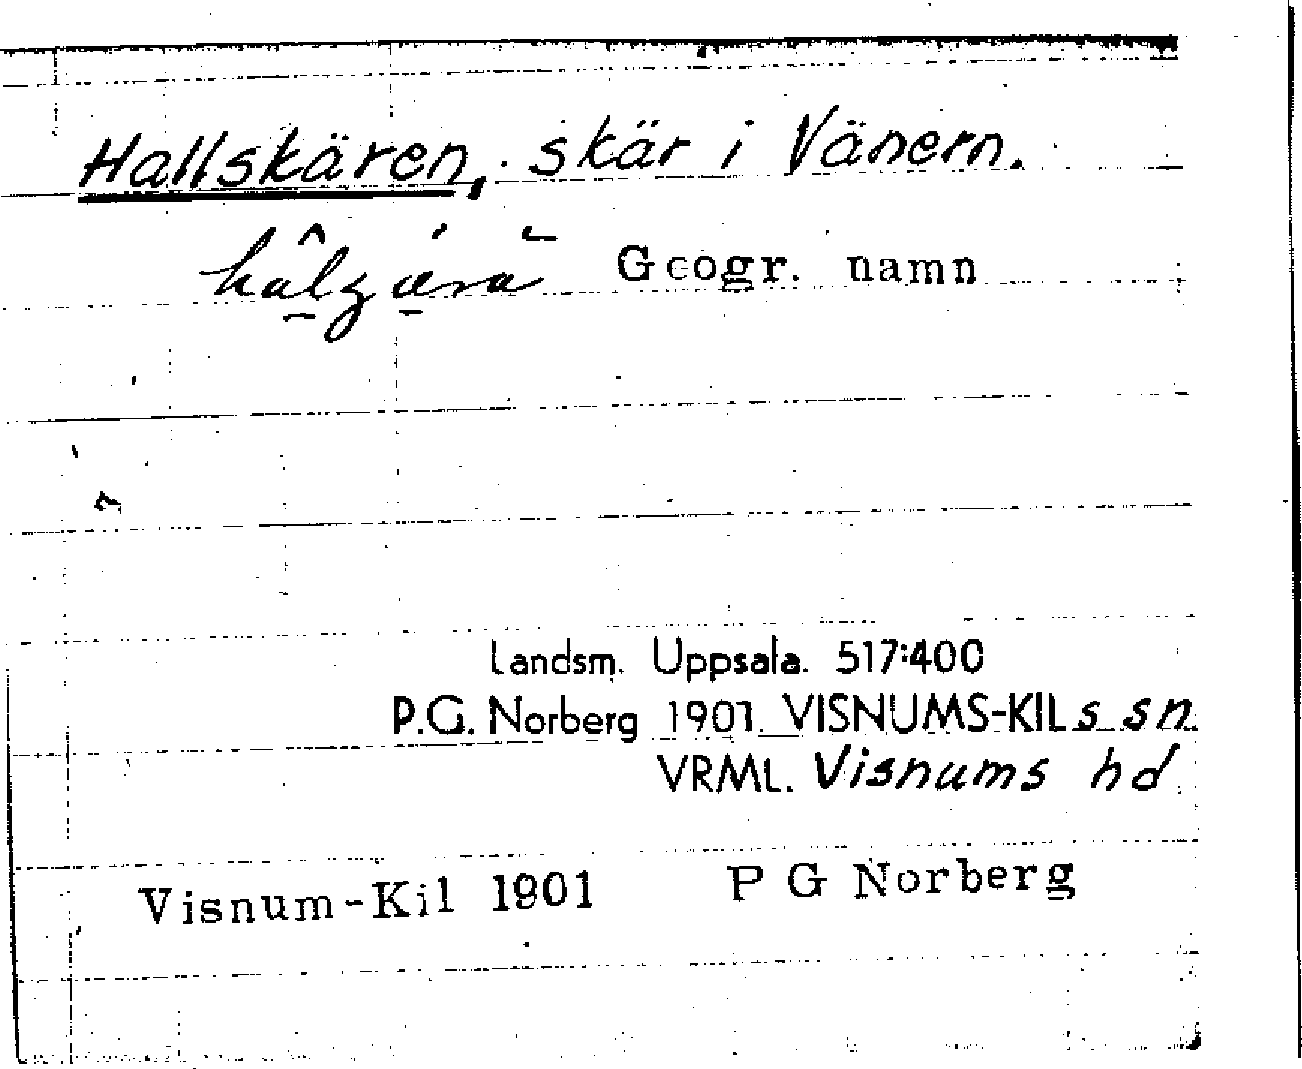 Hallskären, skär i Vänern.
Geogr. namn
Landsm. Uppsala. 517:400
P.G. Norberg 1901 VISNUMS-KILs sn.
VRML. Visnums hd
Visnum-Kil 1901 P G Norberg